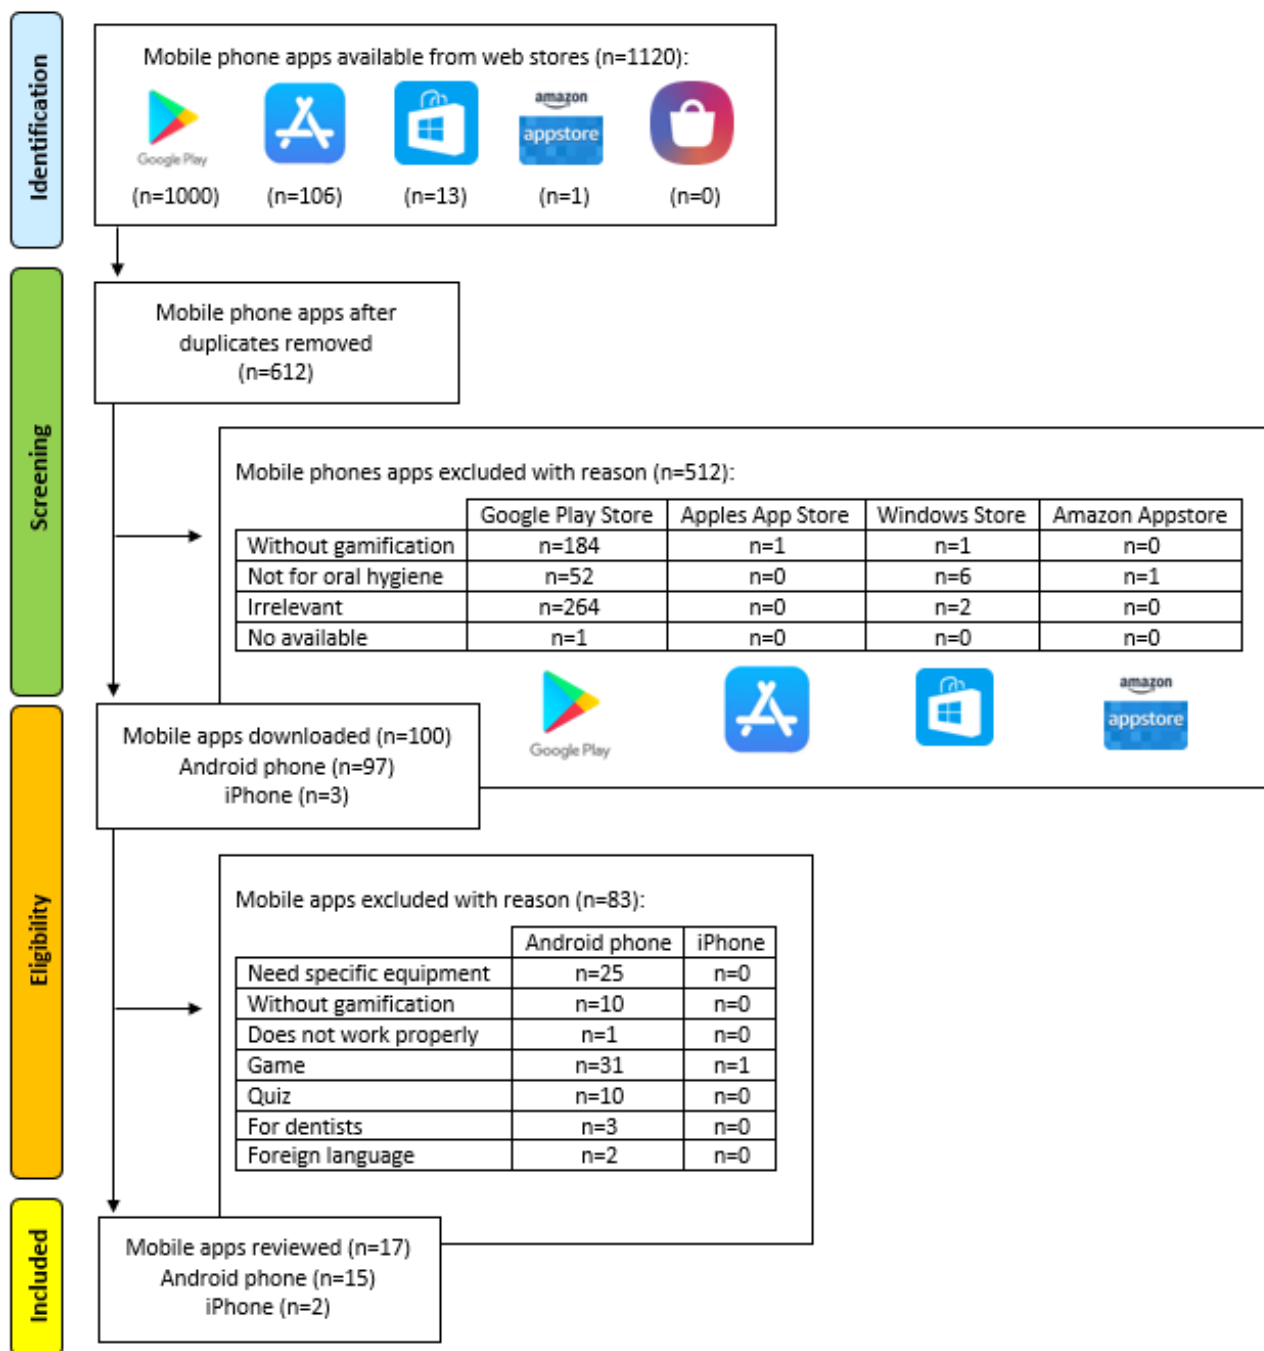 Identification
Mobile phone apps available from web stores (n=1120):
amazon
appstore
Google Play
(n=1000) (n=106) (n=13) (n=1) (n=0)
Screening
Mobile phone apps after
duplicates removed
(n=612)
Mobile phones apps excluded with reason (n=512):
Google Play Store Apples App Store Windows Store Amazon Appstore
Without gamification n=184 n=1 n=1 n=0
Not for oral hygiene n=52 n=0 n=6 n=1
Irrelevant n=264 n=0 n=2 n=0
No available n=1 n=0 n=0 n=0
amazon
appstore
Google Play
Eligibility
Mobile apps downloaded (n=100)
Android phone (n=97)
iPhone (n=3)
Mobile apps excluded with reason (n=83):
Android phone iPhone
Need specific equipment n=25 n=0
Without gamification n=10 n=0
Does not work properly n=1 n=0
Game n=31 n=1
Quiz n=10 n=0
For dentists n=3 n=0
Foreign language n=2 n=0
Included
Mobile apps reviewed (n=17)
Android phone (n=15)
iPhone (n=2)